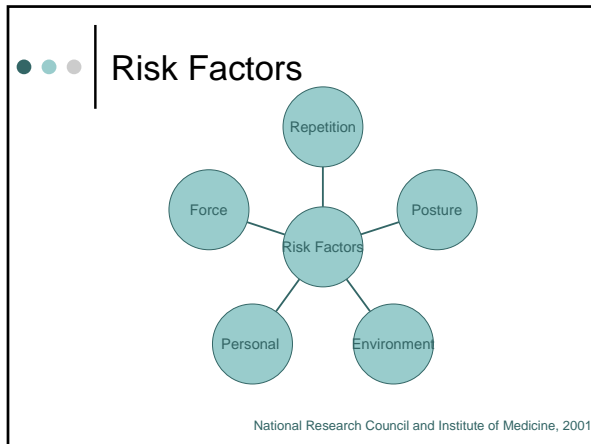 Risk Factors
Repetition
Force
Posture
Risk Factors
Personal
Environment
National Research Council and Institute of Medicine, 2001